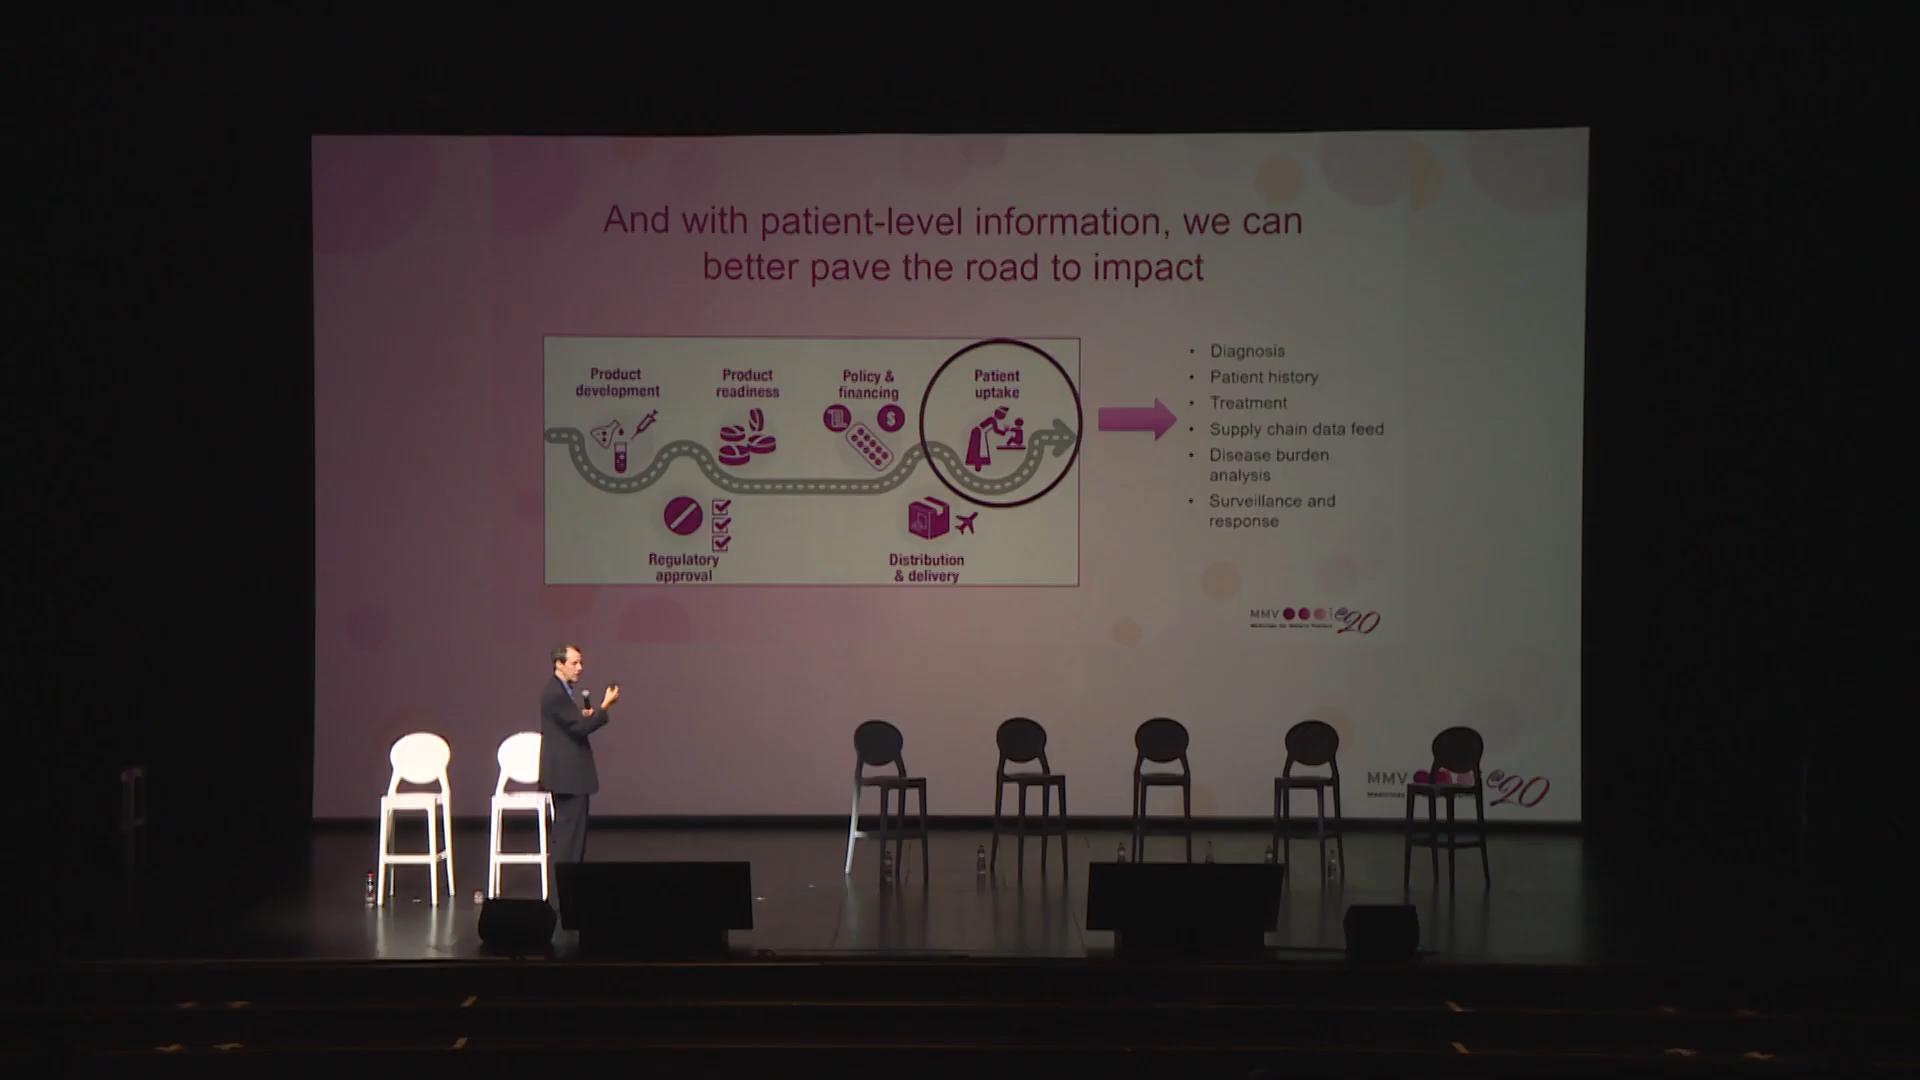 And with patient-level information, we can
better pave the road to impact
Product
development
Product
readiness
Policy &
financing
Patient
uptake
$
Regulatory
approval
Distribution
& delivery
• Diagnosis
• Patient history
• Treatment
• Supply chain data feed
• Disease burden
analysis
• Surveillance and
response
MMV @20
MMV @20